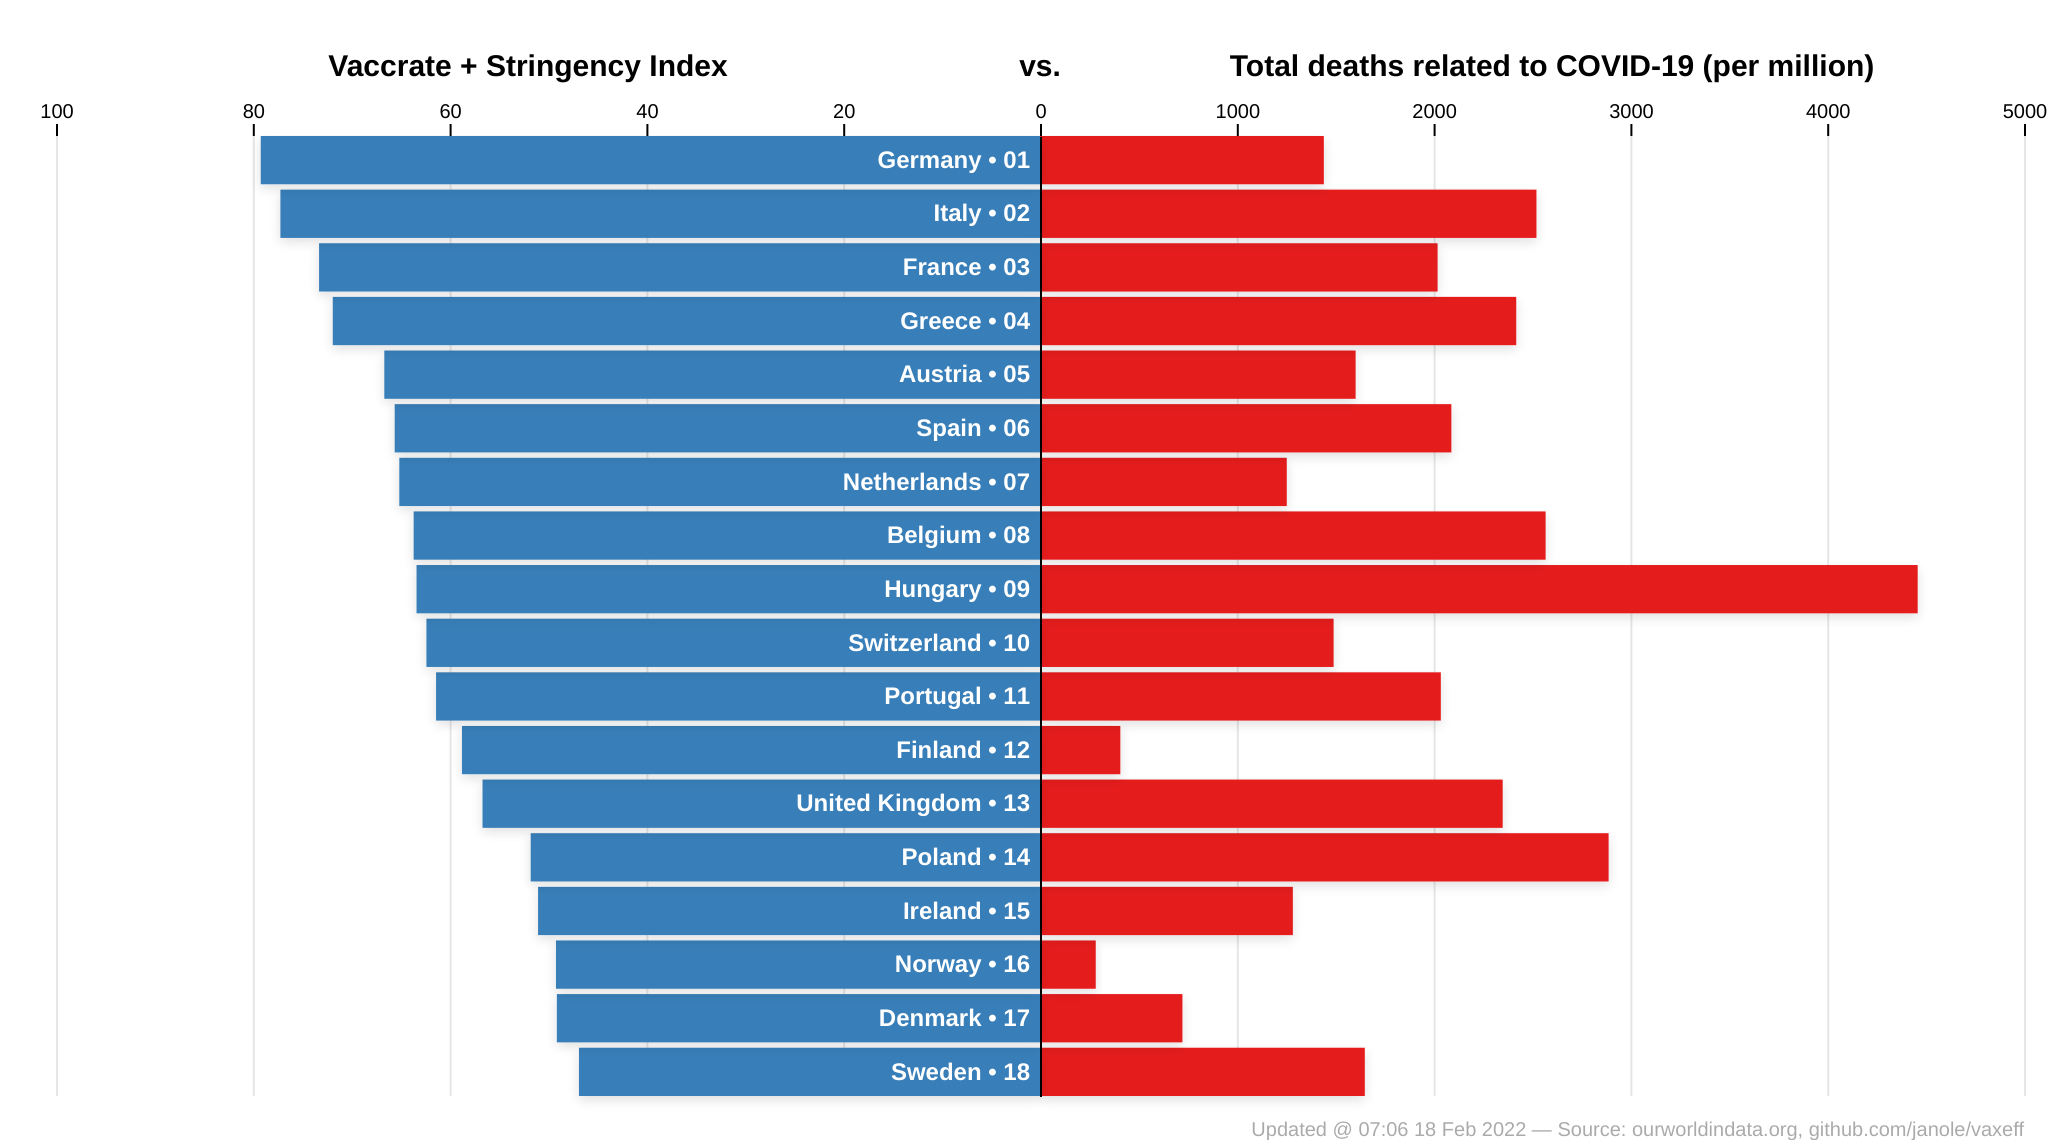 Vaccrate + Stringency Index vs. Total deaths related to COVID-19 (per million)
100 80 60 40 20 0 1000 2000 3000 4000 5000
Germany • 01
Italy • 02
France • 03
Greece • 04
Austria • 05
Spain • 06
Netherlands • 07
Belgium • 08
Hungary • 09
Switzerland • 10
Portugal • 11
Finland • 12
United Kingdom • 13
Poland • 14
Ireland • 15
Norway • 16
Denmark • 17
Sweden • 18
Updated @ 07:06 18 Feb 2022 — Source: ourworldindata.org, github.com/janole/vaxeff